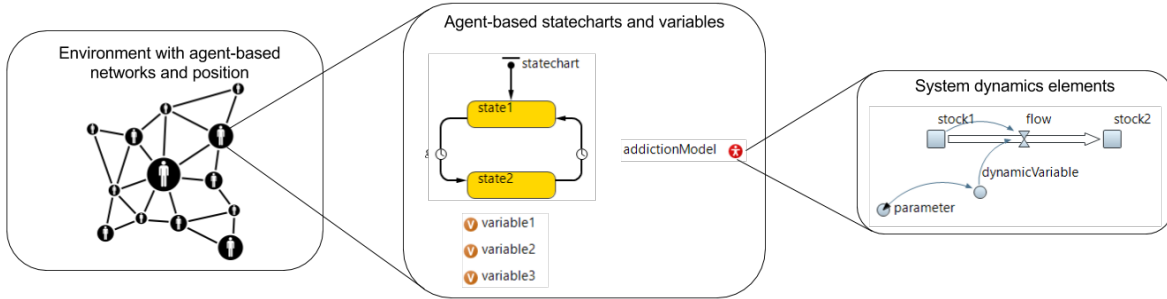 Environment with agent-based
networks and position
Agent-based statecharts and variables
statechart
state1
state2
variable1
variable2
variable3
addictionModel
System dynamics elements
stock1
flow
stock2
dynamicVariable
parameter